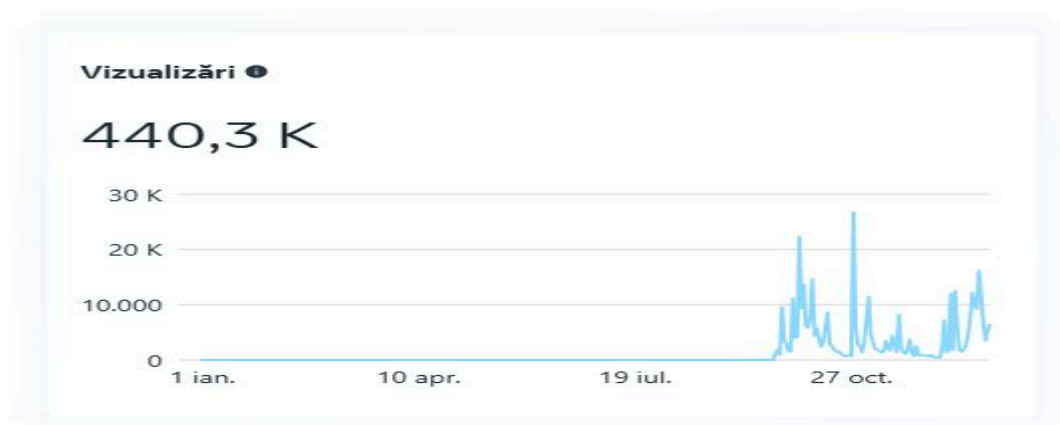 Vizualizări
440,3 K
30 K
20 K
10.000
0
1 ian. 10 apr. 19 iul. 27 oct.